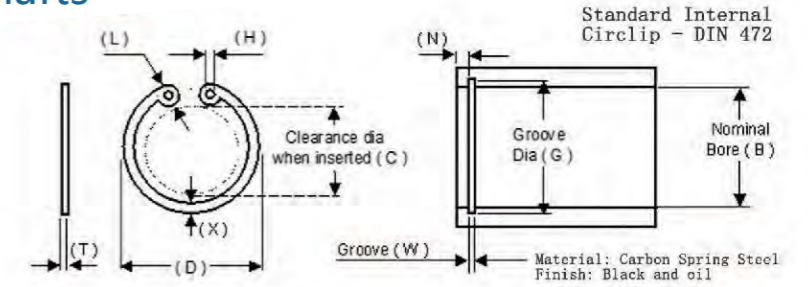 Standard Internal
Circlip - DIN 472
(L)
(H)
(N)
Clearance dia
when inserted ( C )
Groove
Dia ( G )
Nominal
Bore ( B )
(X)
(T)
(D)
Groove ( W )
Material: Carbon Spring Steel
Finish: Black and oil